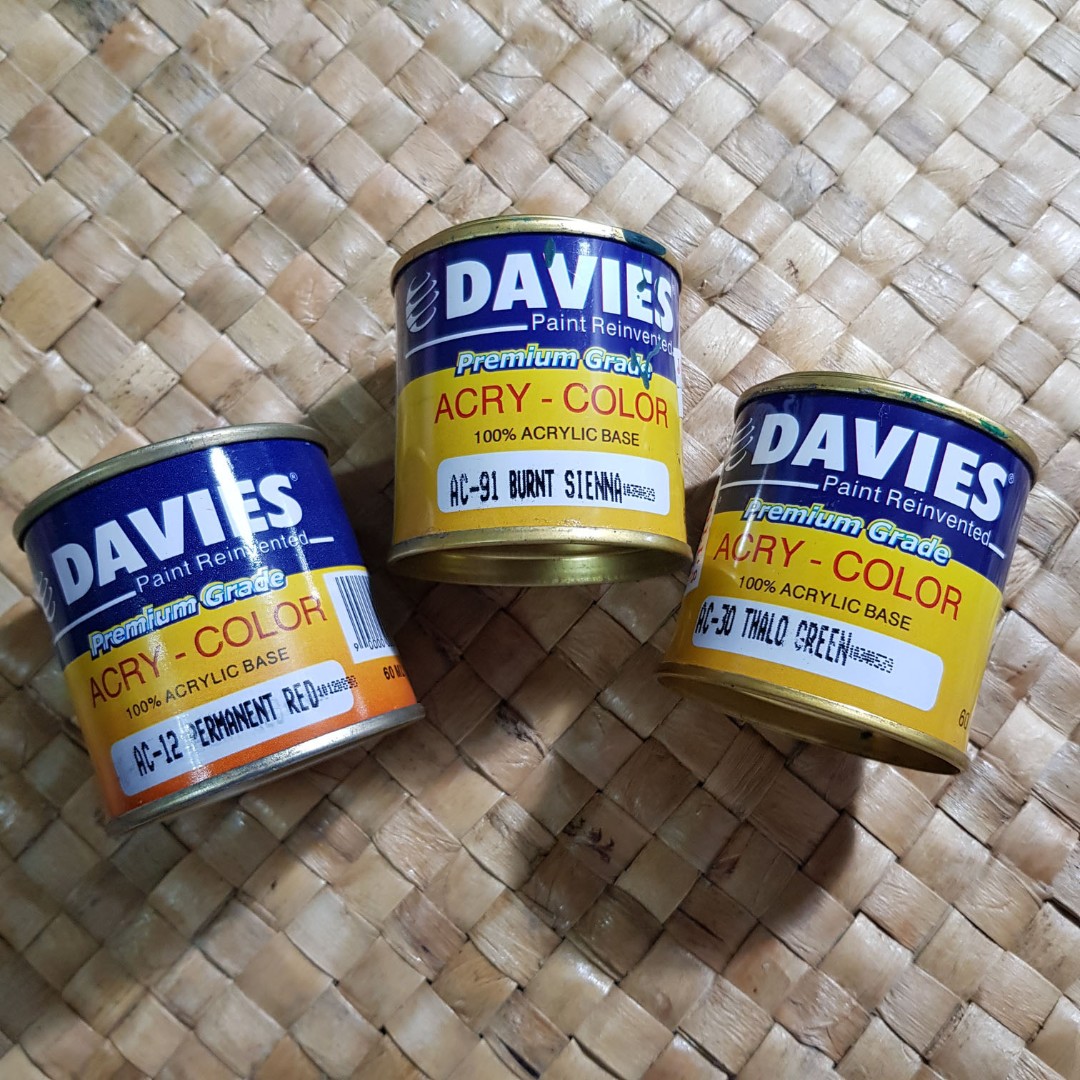 DAVIES®
Paint Reinvented
Premium Grade
ACRY - COLOR
100% ACRYLIC BASE
AC-12 PERMANENT RED
DAVIES
Paint Reinvented
Premium Grade
ACRY - COLOR
100% ACRYLIC BASE
AC-91 BURNT SIENNA
DAVIES®
Paint Reinvented
Premium Grade
ACRY - COLOR
100% ACRYLIC BASE
AC-30 THALO GREEN